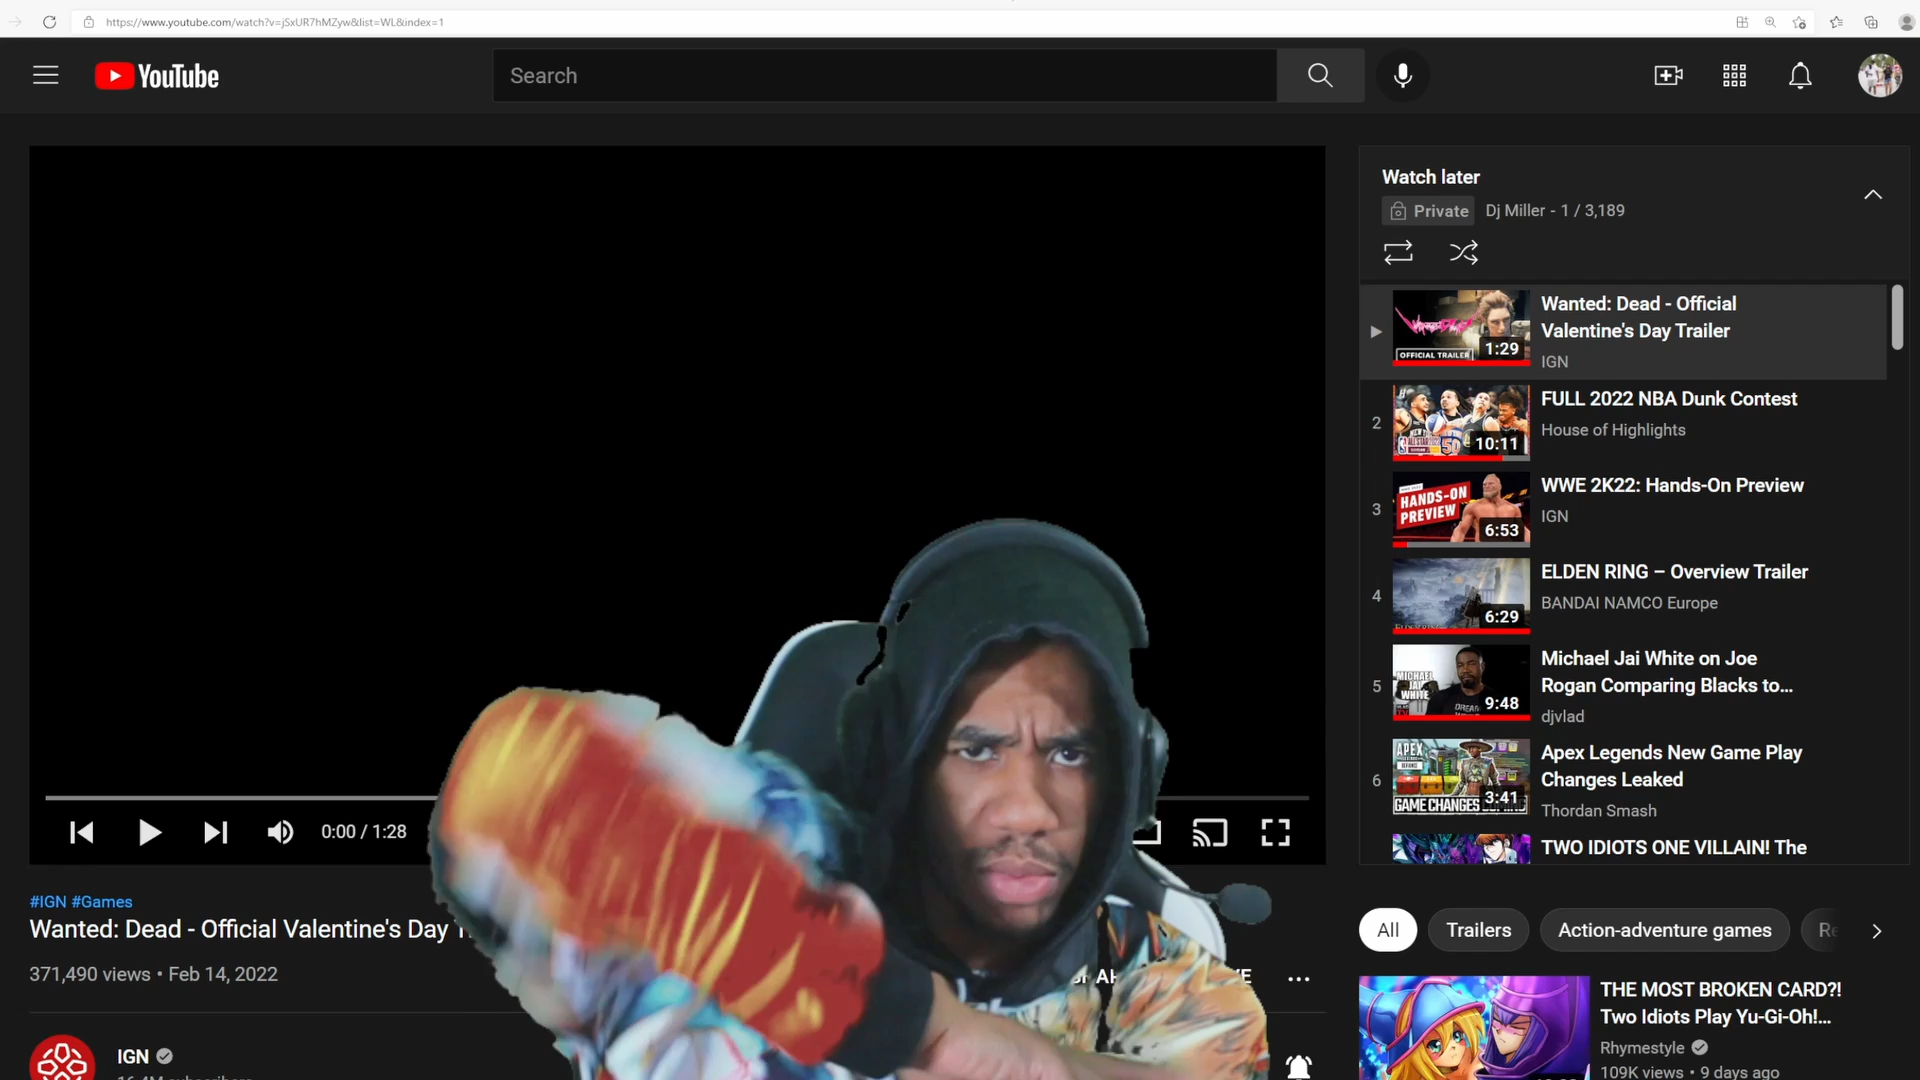 https://www.youtube.com/watch?v=jSxUR7hMZyw&list=WL&index=1
YouTube
Search
Watch later
Private
Dj Miller - 1 / 3,189
OFFICIAL TRAILER
1:29
Wanted: Dead - Official
Valentine's Day Trailer
IGN
2
10:11
FULL 2022 NBA Dunk Contest
House of Highlights
3
HANDS-ON
PREVIEW
6:53
WWE 2K22: Hands-On Preview
IGN
4
6:29
ELDEN RING – Overview Trailer
BANDAI NAMCO Europe
5
MICHAEL
JAI
WHITE
9:48
Michael Jai White on Joe
Rogan Comparing Blacks to...
djvlad
6
APEX
GAME CHANGES
3:41
Apex Legends New Game Play
Changes Leaked
Thordan Smash
TWO IDIOTS ONE VILLAIN! The
0:00 / 1:28
#IGN #Games
Wanted: Dead - Official Valentine's Day
371,490 views • Feb 14, 2022
IGN
All
Trailers
Action-adventure games
Re
THE MOST BROKEN CARD?!
Two Idiots Play Yu-Gi-Oh!...
Rhymestyle
109K views • 9 days ago